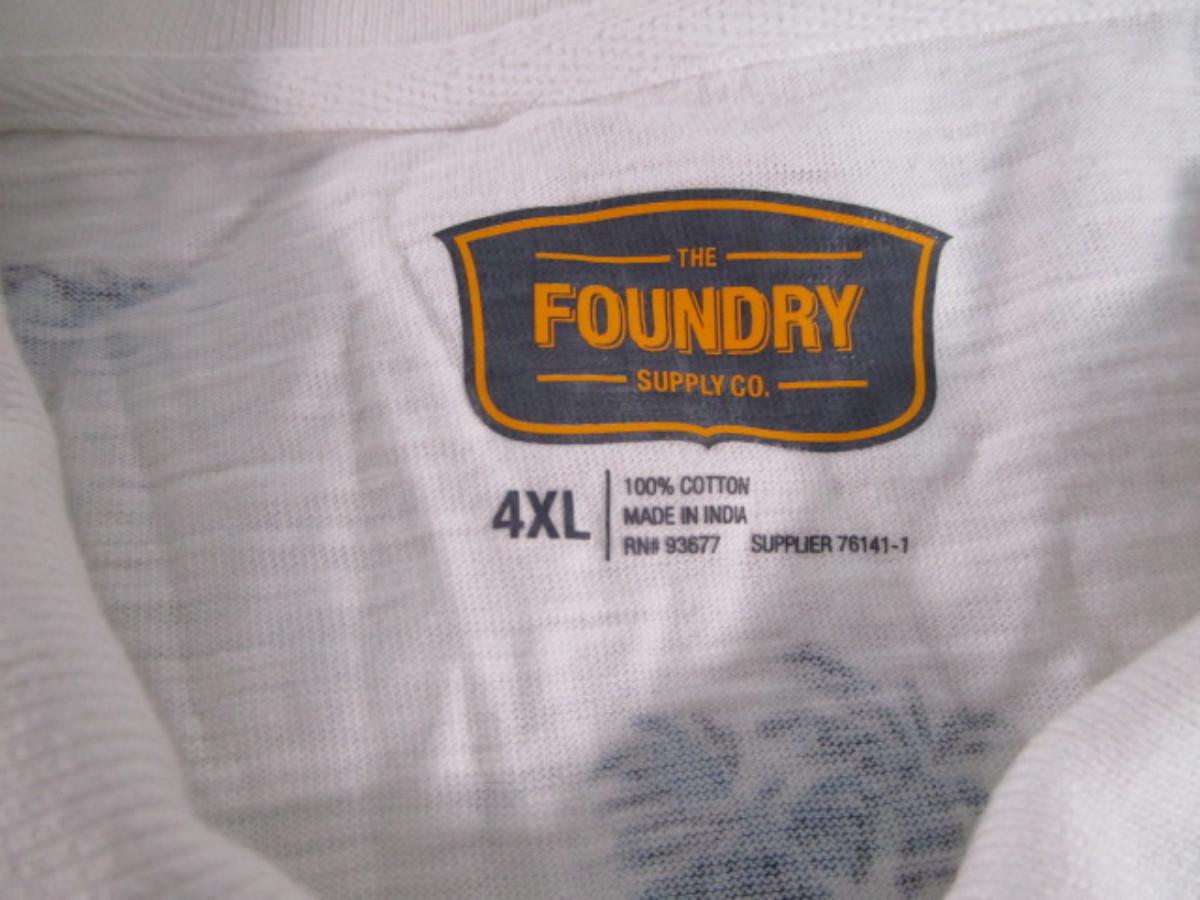 THE
FOUNDRY
SUPPLY CO.
4XL
100% COTTON
MADE IN INDIA
RN# 93677 SUPPLIER 76141-1